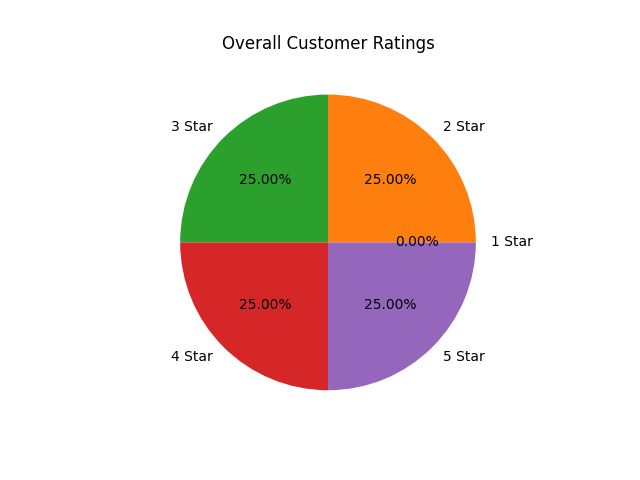 Overall Customer Ratings
3 Star
2 Star
25.00%
25.00%
0.00%
1 Star
25.00%
25.00%
4 Star
5 Star